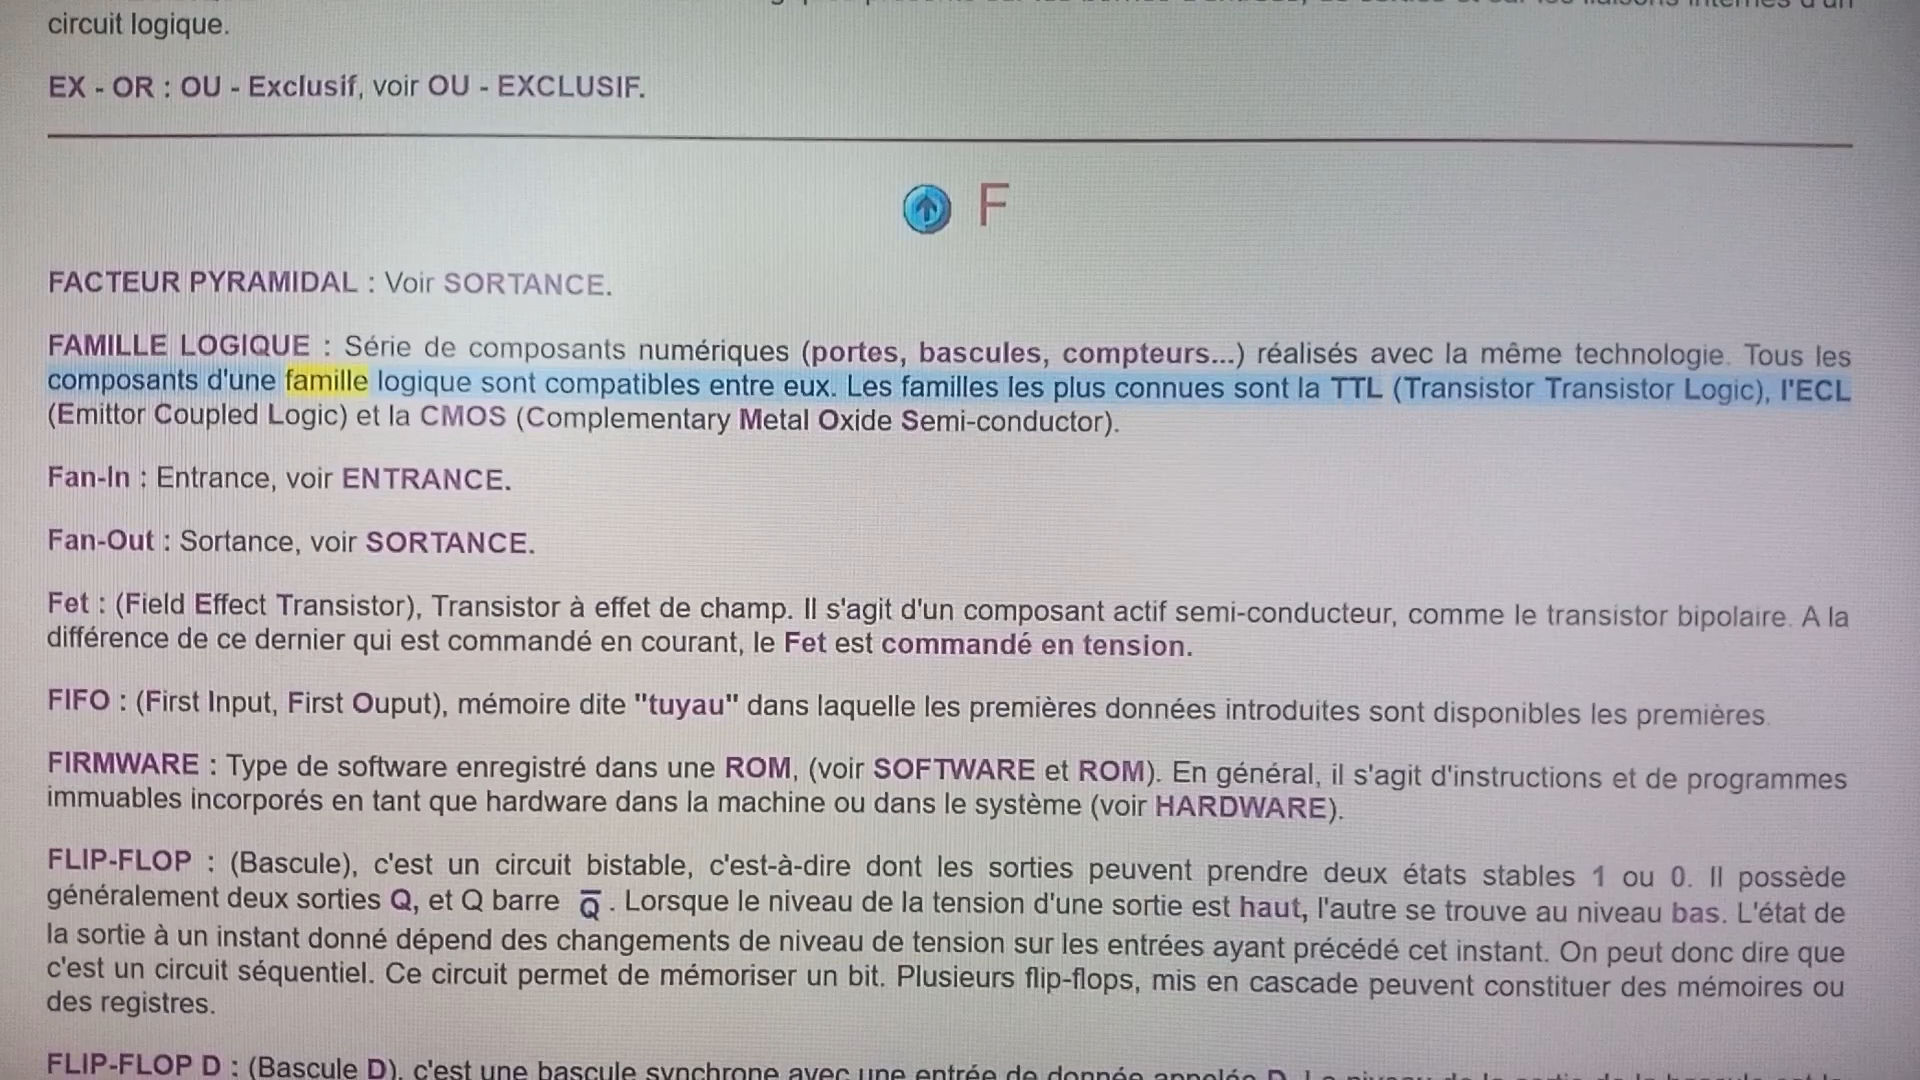 circuit logique.
EX - OR : OU - Exclusif, voir OU - EXCLUSIF.
F
FACTEUR PYRAMIDAL : Voir SORTANCE.
FAMILLE LOGIQUE : Série de composants numériques (portes, bascules, compteurs...) réalisés avec la même technologie. Tous les
composants d'une famille logique sont compatibles entre eux. Les familles les plus connues sont la TTL (Transistor Transistor Logic), l'ECL
(Emittor Coupled Logic) et la CMOS (Complementary Metal Oxide Semi-conductor).
Fan-In : Entrance, voir ENTRANCE.
Fan-Out : Sortance, voir SORTANCE.
Fet : (Field Effect Transistor), Transistor à effet de champ. Il s'agit d'un composant actif semi-conducteur, comme le transistor bipolaire. A la
différence de ce dernier qui est commandé en courant, le Fet est commandé en tension.
FIFO : (First Input, First Ouput), mémoire dite "tuyau" dans laquelle les premières données introduites sont disponibles les premières.
FIRMWARE : Type de software enregistré dans une ROM, (voir SOFTWARE et ROM). En général, il s'agit d'instructions et de programmes
immuables incorporés en tant que hardware dans la machine ou dans le système (voir HARDWARE).
FLIP-FLOP : (Bascule), c'est un circuit bistable, c'est-à-dire dont les sorties peuvent prendre deux états stables 1 ou 0. Il possède
généralement deux sorties Q, et Q barre Q̅ . Lorsque le niveau de la tension d'une sortie est haut, l'autre se trouve au niveau bas. L'état de
la sortie à un instant donné dépend des changements de niveau de tension sur les entrées ayant précédé cet instant. On peut donc dire que
c'est un circuit séquentiel. Ce circuit permet de mémoriser un bit. Plusieurs flip-flops, mis en cascade peuvent constituer des mémoires ou
des registres.
FLIP-FLOP D : (Bascule D), c'est une bascule synchrone avec une entrée de donnée appelée D.